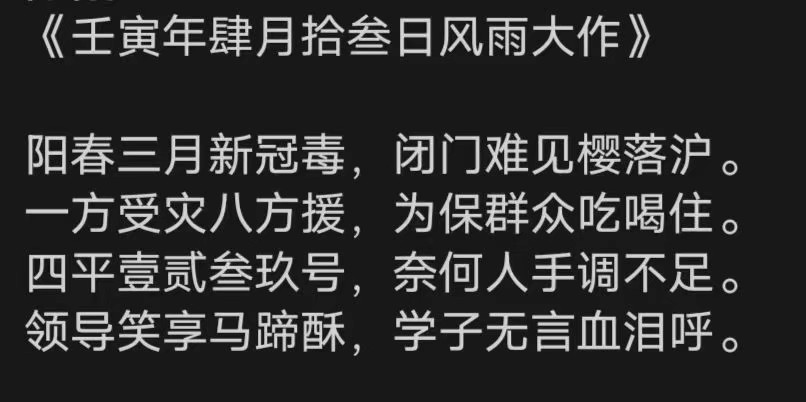 《壬寅年肆月拾叁日风雨大作》
阳春三月新冠毒，闭门难见樱落沪。
一方受灾八方援，为保群众吃喝住。
四平壹贰叁玖号，奈何人手调不足。
领导笑享马蹄酥，学子无言血泪呼。